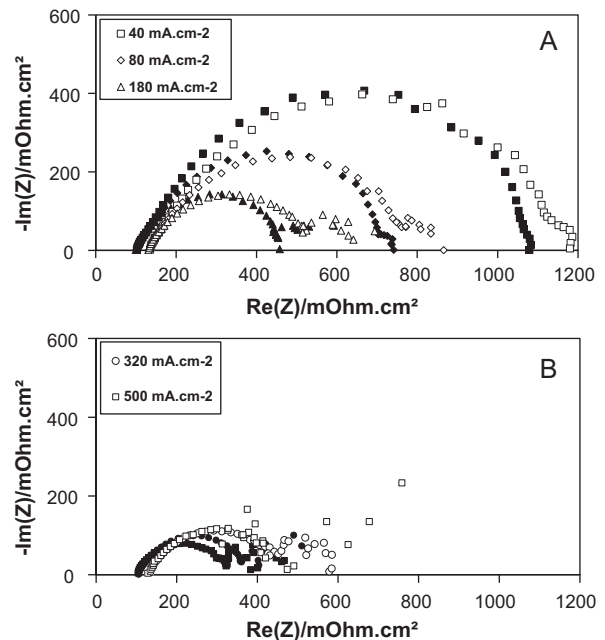 600
A
40 mA.cm-2
80 mA.cm-2
180 mA.cm-2
400
200
0
-Im(Z)/mOhm.cm²
0 200 400 600 800 1000 1200
Re(Z)/mOhm.cm²
600
B
320 mA.cm-2
500 mA.cm-2
400
200
0
-Im(Z)/mOhm.cm²
0 200 400 600 800 1000 1200
Re(Z)/mOhm.cm²